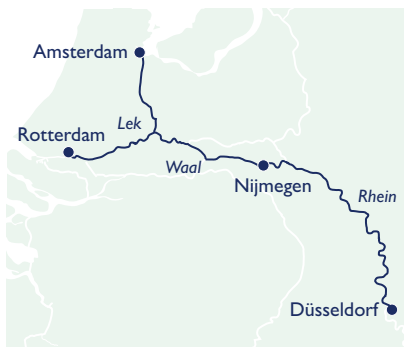 Amsterdam
Lek
Rotterdam
Waal
Nijmegen
Rhein
Düsseldorf